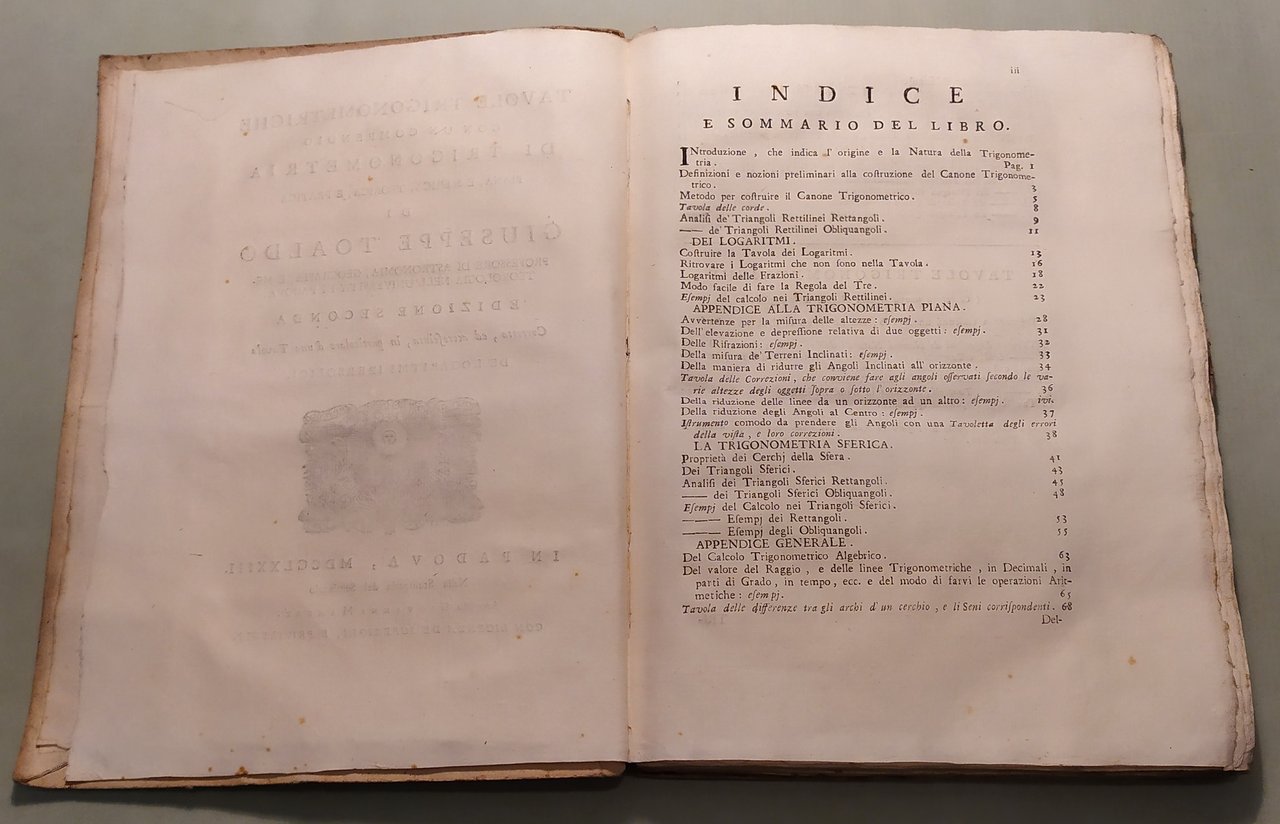 iii
INDICE
E SOMMARIO DEL LIBRO.
INtroduzione, che indica l'origine e la Natura della Trigonome-
tria. Pag. 1
Definizioni e nozioni preliminari alla coſtruzione del Canone Trigonome-
trico. 3
Metodo per coſtruire il Canone Trigonometrico. 5
Tavola delle corde. 8
Analiſi de' Triangoli Rettilinei Rettangoli. 9
—— de' Triangoli Rettilinei Obliquangoli. 11
DEI LOGARITMI.
Coſtruire la Tavola dei Logaritmi. 13
Ritrovare i Logaritmi che non ſono nella Tavola. 16
Logaritmi delle Frazioni. 18
Modo facile di fare la Regola del Tre. 22
Eſempj del calcolo nei Triangoli Rettilinei. 23
APPENDICE ALLA TRIGONOMETRIA PIANA.
Avvertenze per la miſura delle altezze: eſempj. 28
Dell'elevazione e depreſſione relativa di due oggetti: eſempj. 31
Delle Rifrazioni: eſempj. 32
Della miſura de' Terreni Inclinati: eſempj. 33
Della maniera di ridurre gli Angoli Inclinati all'orizzonte. 34
Tavola delle Correzioni, che conviene fare agli angoli oſſervati ſecondo le va-
rie altezze degli oggetti ſopra o ſotto l'orizzonte. 36
Della riduzione delle linee da un orizzonte ad un altro: eſempj. ivi.
Della riduzione degli Angoli al Centro: eſempj. 37
Iſtrumento comodo da prendere gli Angoli con una Tavoletta degli errori
della viſta, e loro correzioni. 38
LA TRIGONOMETRIA SFERICA.
Proprietà dei Cerchj della Sfera. 41
Dei Triangoli Sferici. 43
Analiſi dei Triangoli Sferici Rettangoli. 45
—— dei Triangoli Sferici Obliquangoli. 48
Eſempj del Calcolo nei Triangoli Sferici.
——— Eſempj dei Rettangoli. 53
——— Eſempj degli Obliquangoli. 55
APPENDICE GENERALE.
Del Calcolo Trigonometrico Algebrico. 63
Del valore del Raggio, e delle linee Trigonometriche, in Decimali, in
parti di Grado, in tempo, ecc. e del modo di farvi le operazioni Arit-
metiche: eſempj. 65
Tavola delle differenze tra gli archi d'un cerchio, e li Seni corriſpondenti. 68
Del-